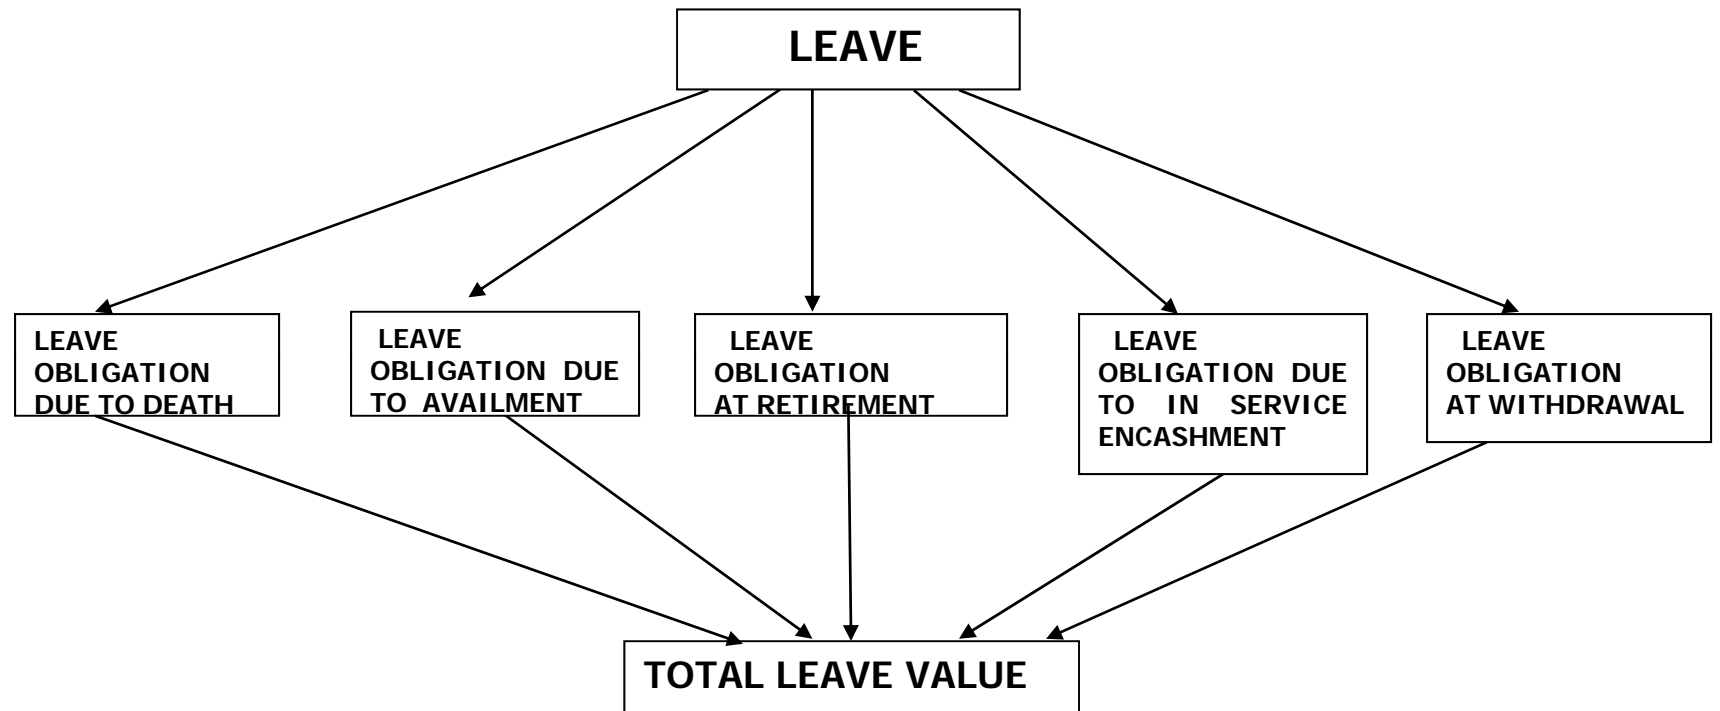 LEAVE
LEAVE
OBLIGATION
DUE TO DEATH
LEAVE
OBLIGATION DUE
TO AVAILMENT
LEAVE
OBLIGATION
AT RETIREMENT
LEAVE
OBLIGATION DUE
TO IN SERVICE
ENCASHMENT
LEAVE
OBLIGATION
AT WITHDRAWAL
TOTAL LEAVE VALUE